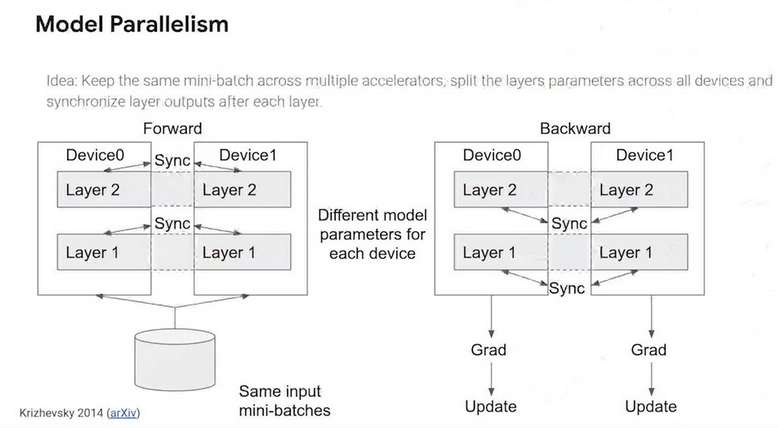 Model Parallelism
Idea: Keep the same mini-batch across multiple accelerators, split the layers parameters across all devices and
synchronize layer outputs after each layer.
Forward
Device0
Sync
Device1
Layer 2
Layer 2
Sync
Layer 1
Layer 1
Different model
parameters for
each device
Backward
Device0
Device1
Layer 2
Layer 2
Sync
Layer 1
Layer 1
Sync
Grad
Grad
Update
Update
Same input
mini-batches
Krizhevsky 2014 (arXiv)